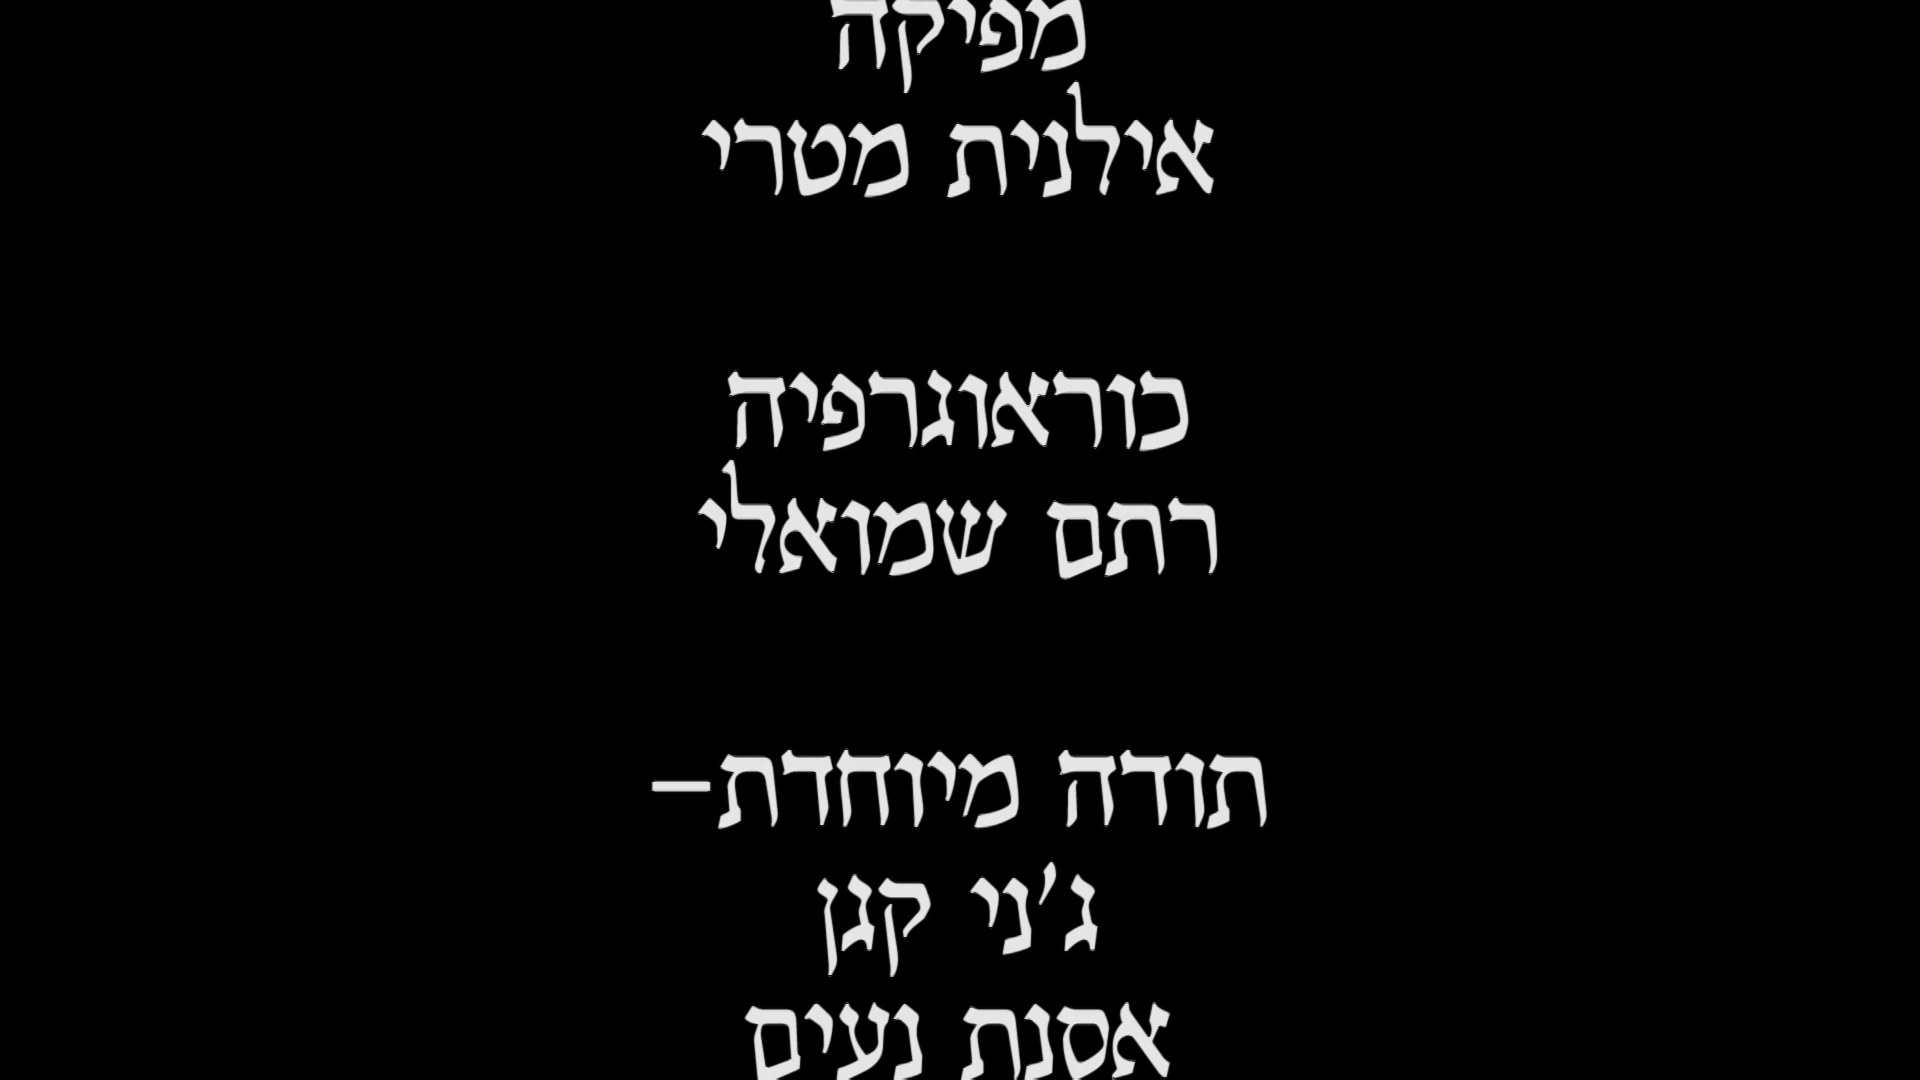 מפיקה
אילנית מטרי
כוראוגרפיה
רתם שמואלי
תודה מיוחדת–
ג'ני קגן
אסנת נעים